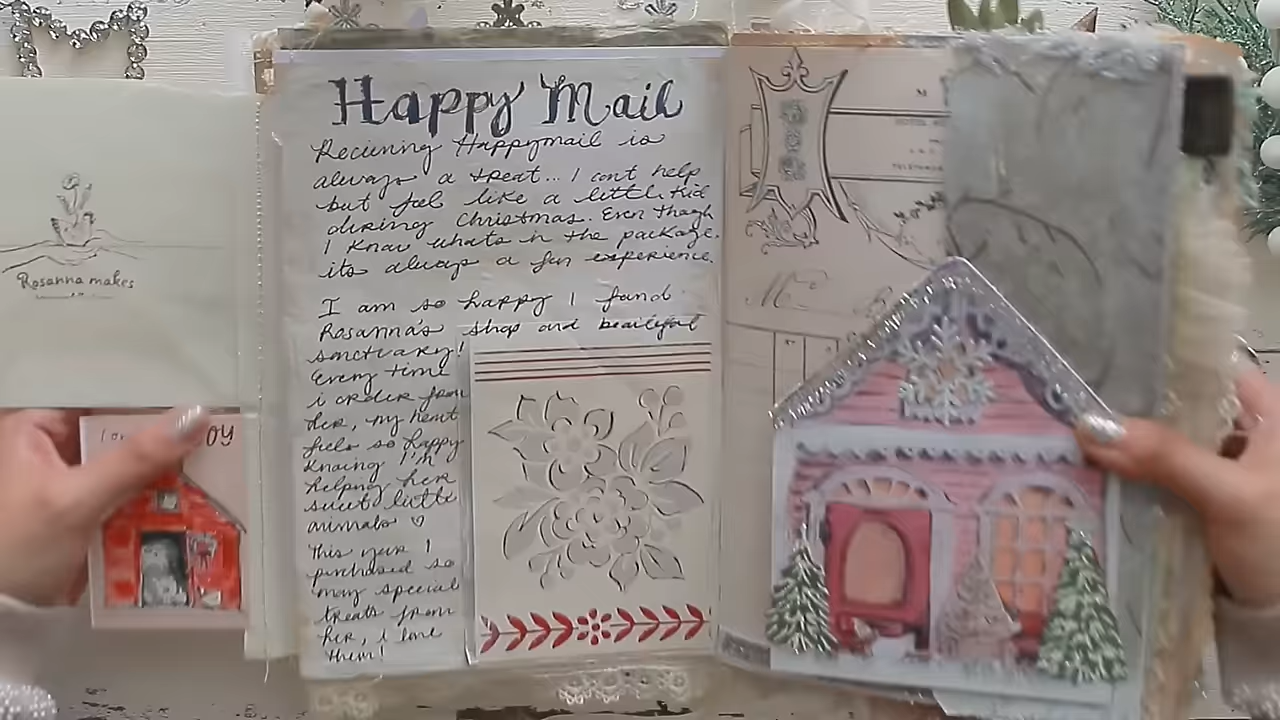 Happy Mail
Recieving Happymail is
always a treat... I cant help
but feel like a little kid
during Christmas. Even though
I know whats in the package.
its always a fun experience.
I am so happy I found
Rosanna's shop and beautiful
sanctuary!
Every time
i order from
her, my heart
feels so happy
knowing I'm
helping her
sweet little
animals ♡
This year I
purchased so
many special
treats from
her, i love
them!
Rosanna makes
OY
M